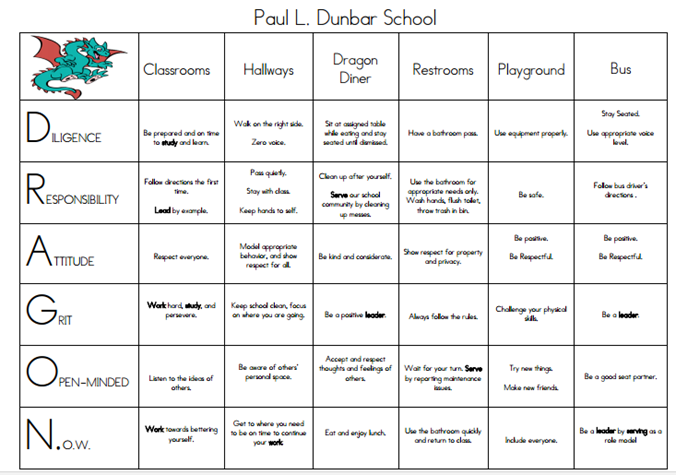 Paul L. Dunbar School
Classrooms
Hallways
Dragon
Diner
Restrooms
Playground
Bus
DILIGENCE
Be prepared and on time
to study and learn.
Walk on the right side.
Zero voice.
Sit at assigned table
while eating and stay
seated until dismissed.
Have a bathroom pass.
Use equipment properly.
Stay Seated.
Use appropriate voice
level.
RESPONSIBILITY
Follow directions the first
time.
Lead by example.
Pass quietly.
Stay with class.
Keep hands to self.
Clean up after yourself.
Serve our school
community by cleaning
up messes.
Use the bathroom for
appropriate needs only.
Wash hands, flush toilet,
throw trash in bin.
Be safe.
Follow bus driver's
directions .
ATTITUDE
Respect everyone.
Model appropriate
behavior, and show
respect for all.
Be kind and considerate.
Show respect for property
and privacy.
Be positive.
Be Respectful.
Be positive.
Be Respectful.
GRIT
Work hard, study, and
persevere.
Keep school clean, focus
on where you are going.
Be a positive leader.
Always follow the rules.
Challenge your physical
skills.
Be a leader.
OPEN-MINDED
Listen to the ideas of
others.
Be aware of others'
personal space.
Accept and respect
thoughts and feelings of
others.
Wait for your turn. Serve
by reporting maintenance
issues.
Try new things.
Make new friends.
Be a good seat partner.
N.O.W.
Work towards bettering
yourself.
Get to where you need
to be on time to continue
your work.
Eat and enjoy lunch.
Use the bathroom quickly
and return to class.
Include everyone.
Be a leader by serving as a
role model